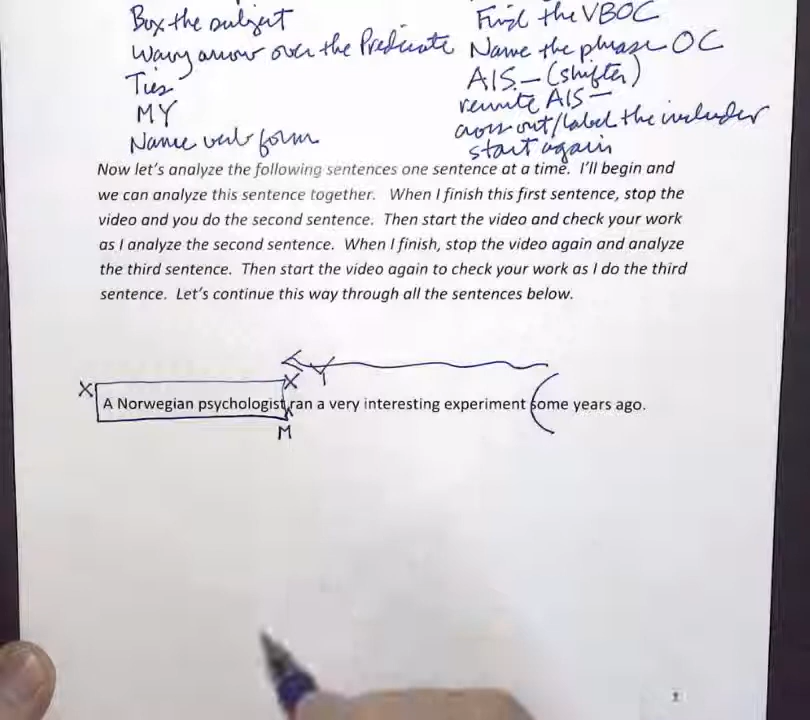 Box the subject
Wavy arrow over the Predicate
Ties
MY
Name verb form
Find the VBOC
Name the phrase OC
AIS – (shifter)
rewrite AIS –
cross out/label the includer
start again
Now let's analyze the following sentences one sentence at a time. I'll begin and
we can analyze this sentence together. When I finish this first sentence, stop the
video and you do the second sentence. Then start the video and check your work
as I analyze the second sentence. When I finish, stop the video again and analyze
the third sentence. Then start the video again to check your work as I do the third
sentence. Let's continue this way through all the sentences below.
X X Y
A Norwegian psychologist ran a very interesting experiment some years ago.
M